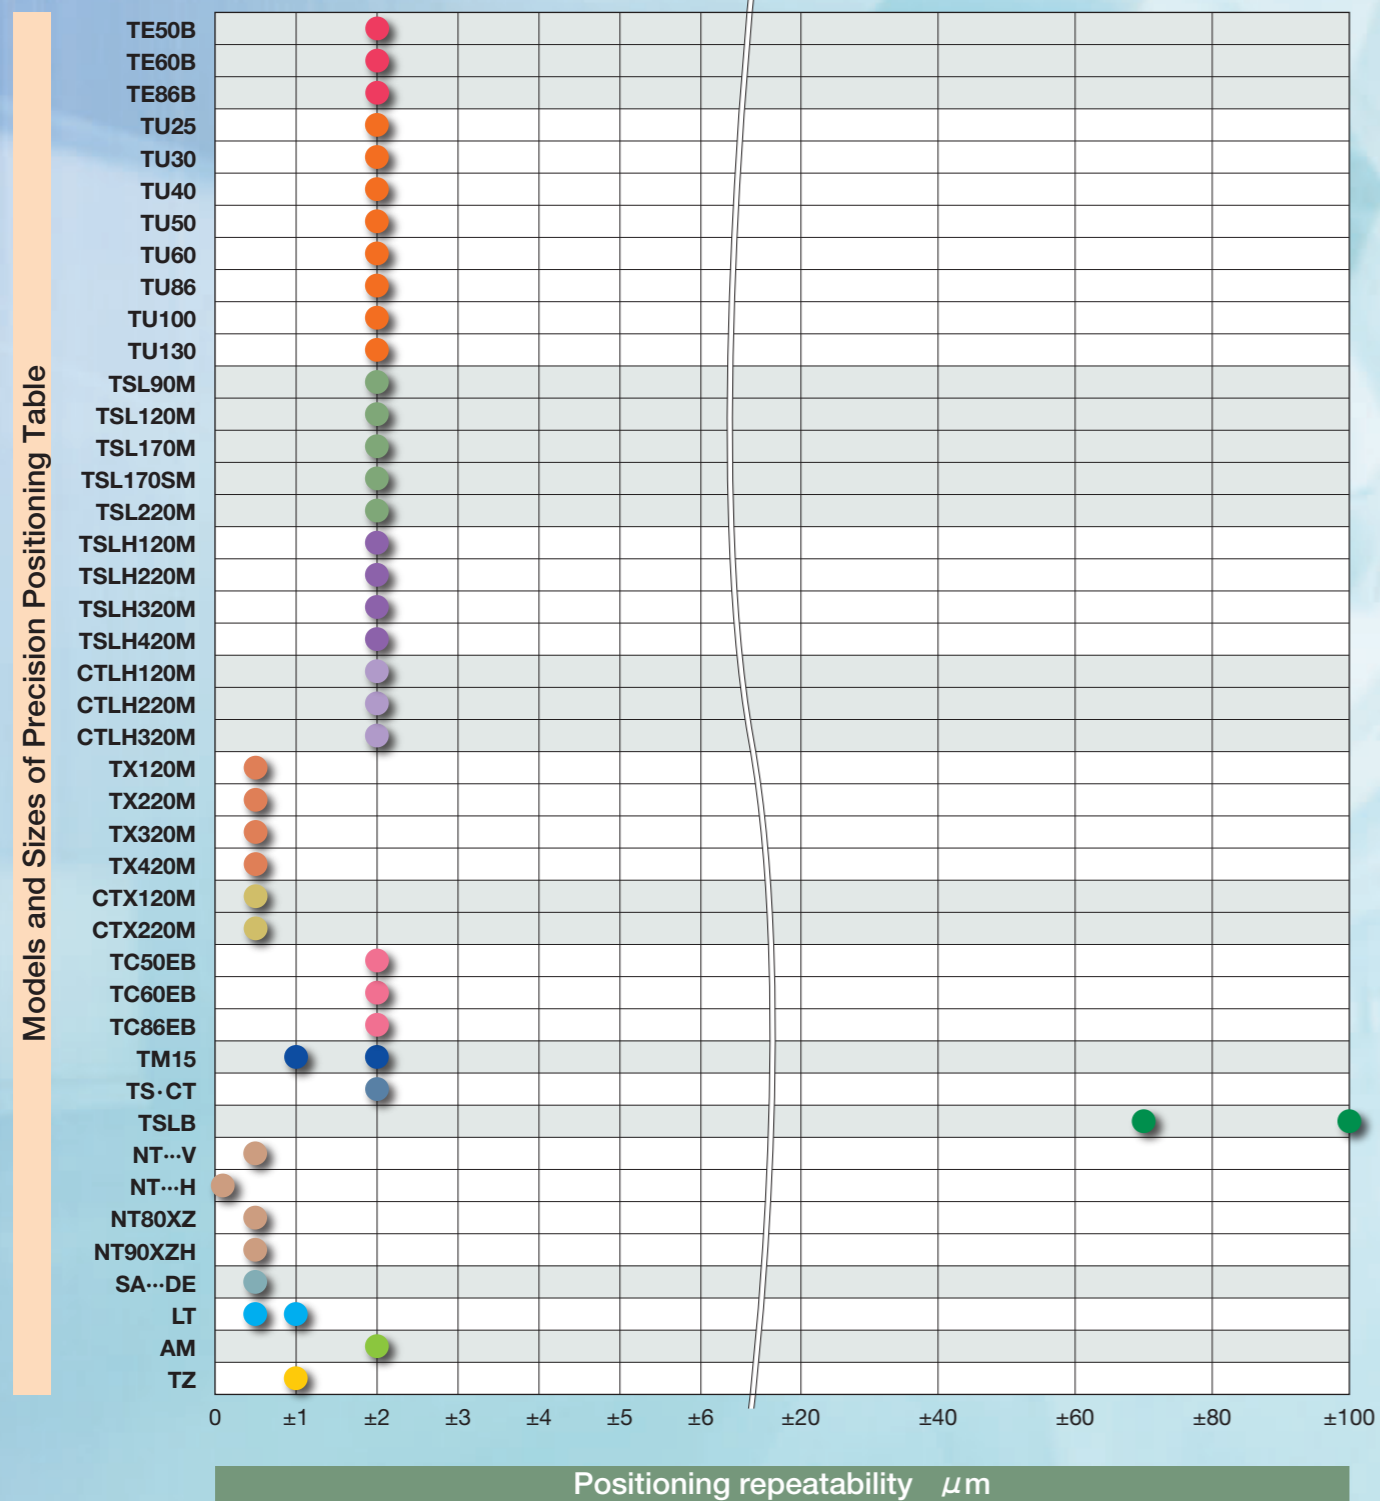 Models and Sizes of Precision Positioning Table
TE50B
TE60B
TE86B
TU25
TU30
TU40
TU50
TU60
TU86
TU100
TU130
TSL90M
TSL120M
TSL170M
TSL170SM
TSL220M
TSLH120M
TSLH220M
TSLH320M
TSLH420M
CTLH120M
CTLH220M
CTLH320M
TX120M
TX220M
TX320M
TX420M
CTX120M
CTX220M
TC50EB
TC60EB
TC86EB
TM15
TS·CT
TSLB
NT···V
NT···H
NT80XZ
NT90XZH
SA···DE
LT
AM
TZ
0 ±1 ±2 ±3 ±4 ±5 ±6 ±20 ±40 ±60 ±80 ±100
Positioning repeatability μm